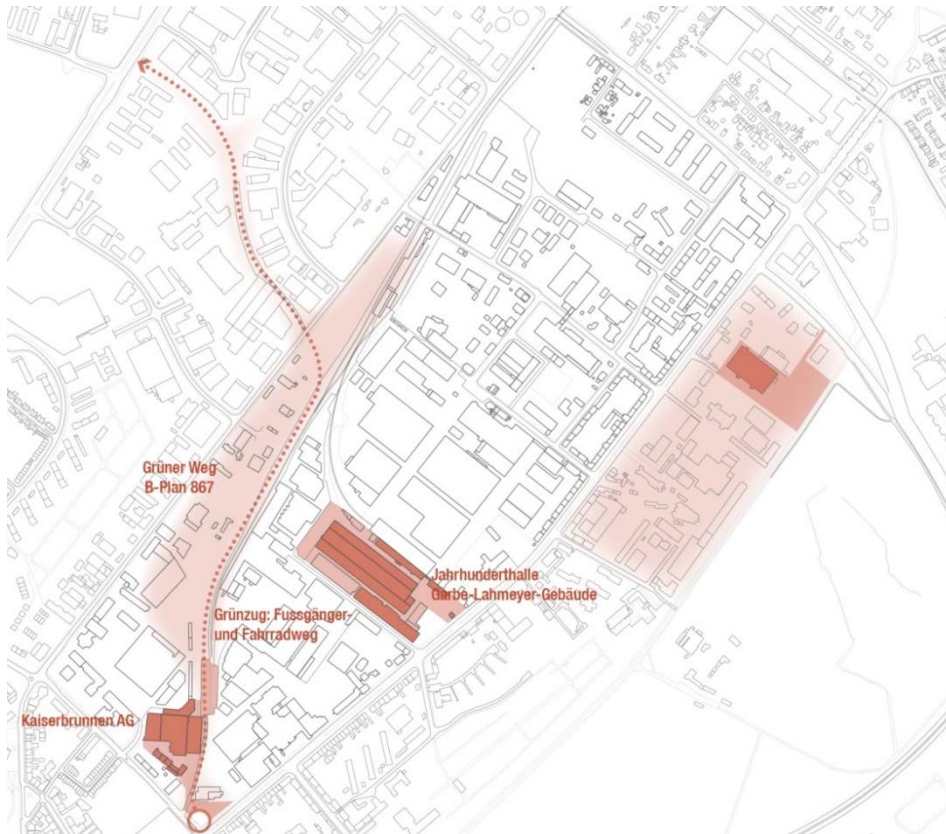 Grüner Weg
B-Plan 867
Jahrhunderthalle
Garbe-Lahmeyer-Gebäude
Grünzug: Fussgänger-
und Fahrradweg
Kaiserbrunnen AG